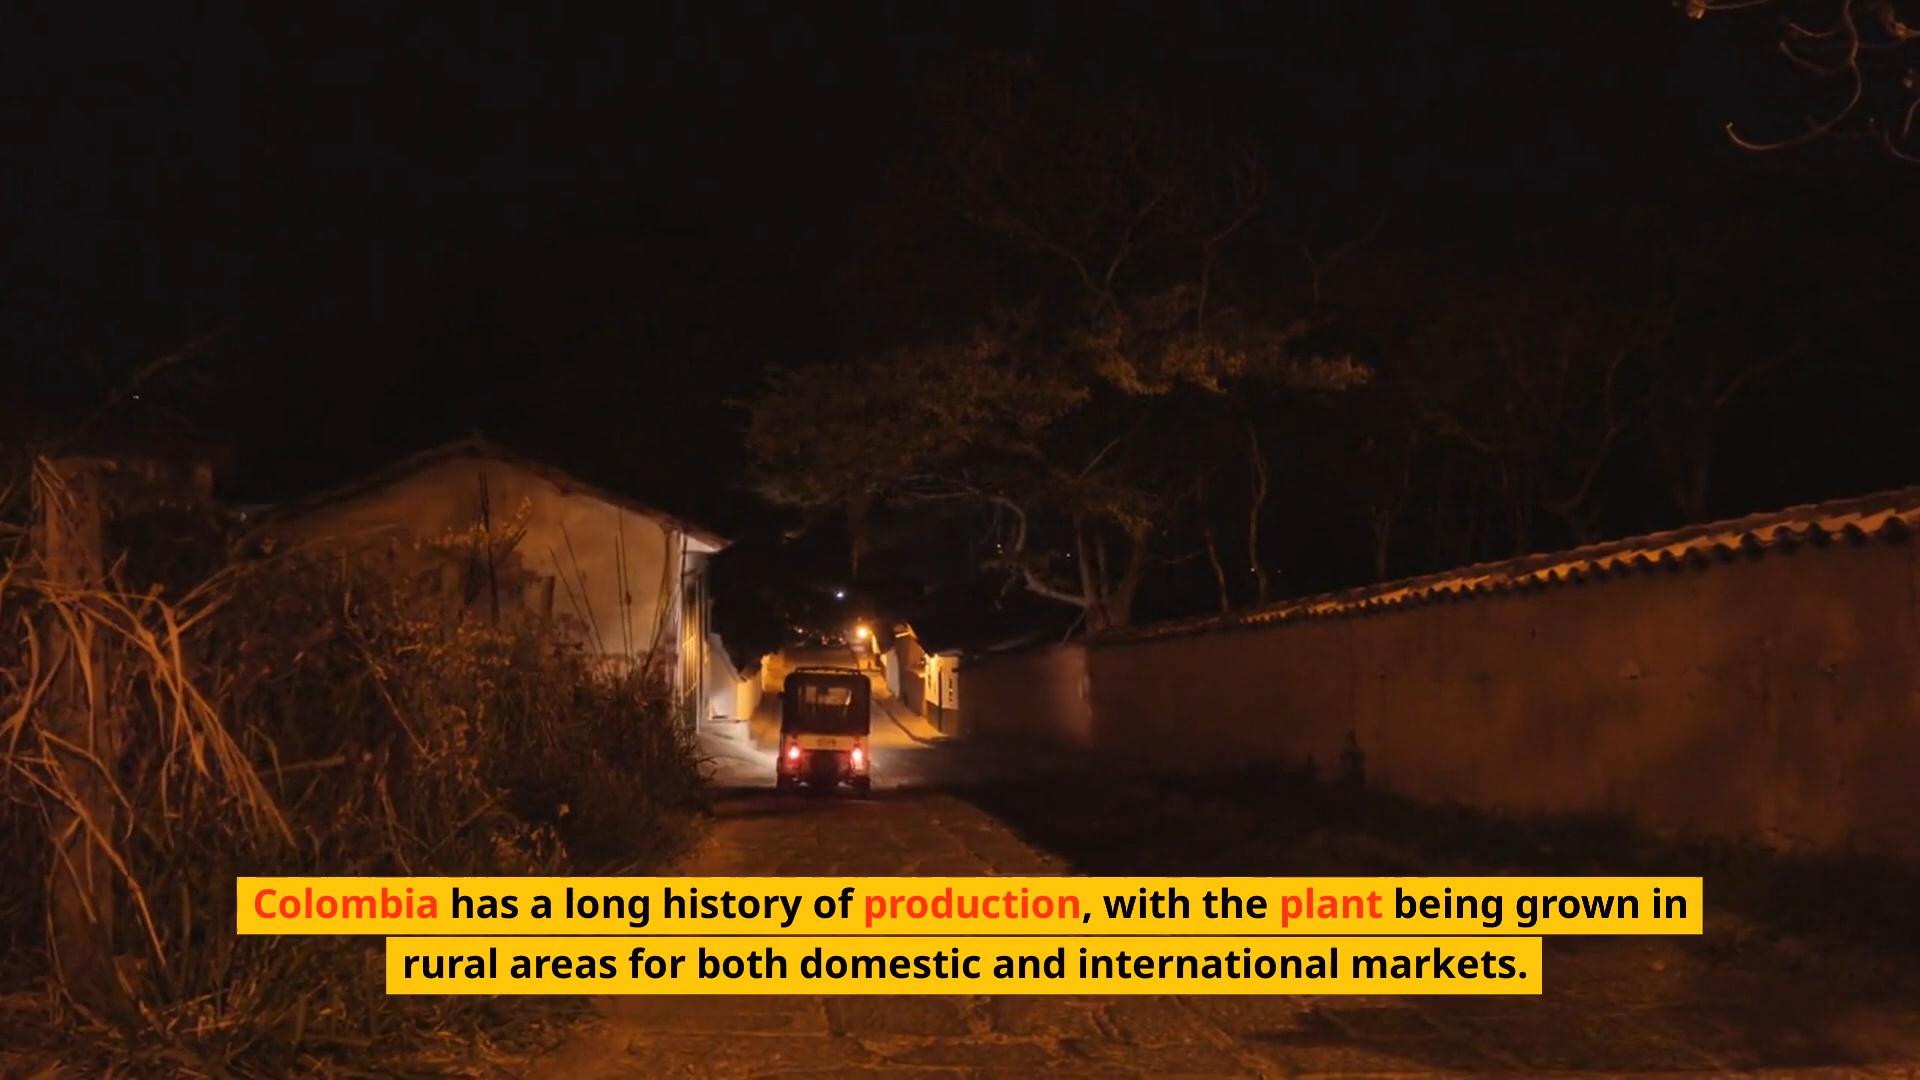 Colombia has a long history of production, with the plant being grown in
rural areas for both domestic and international markets.